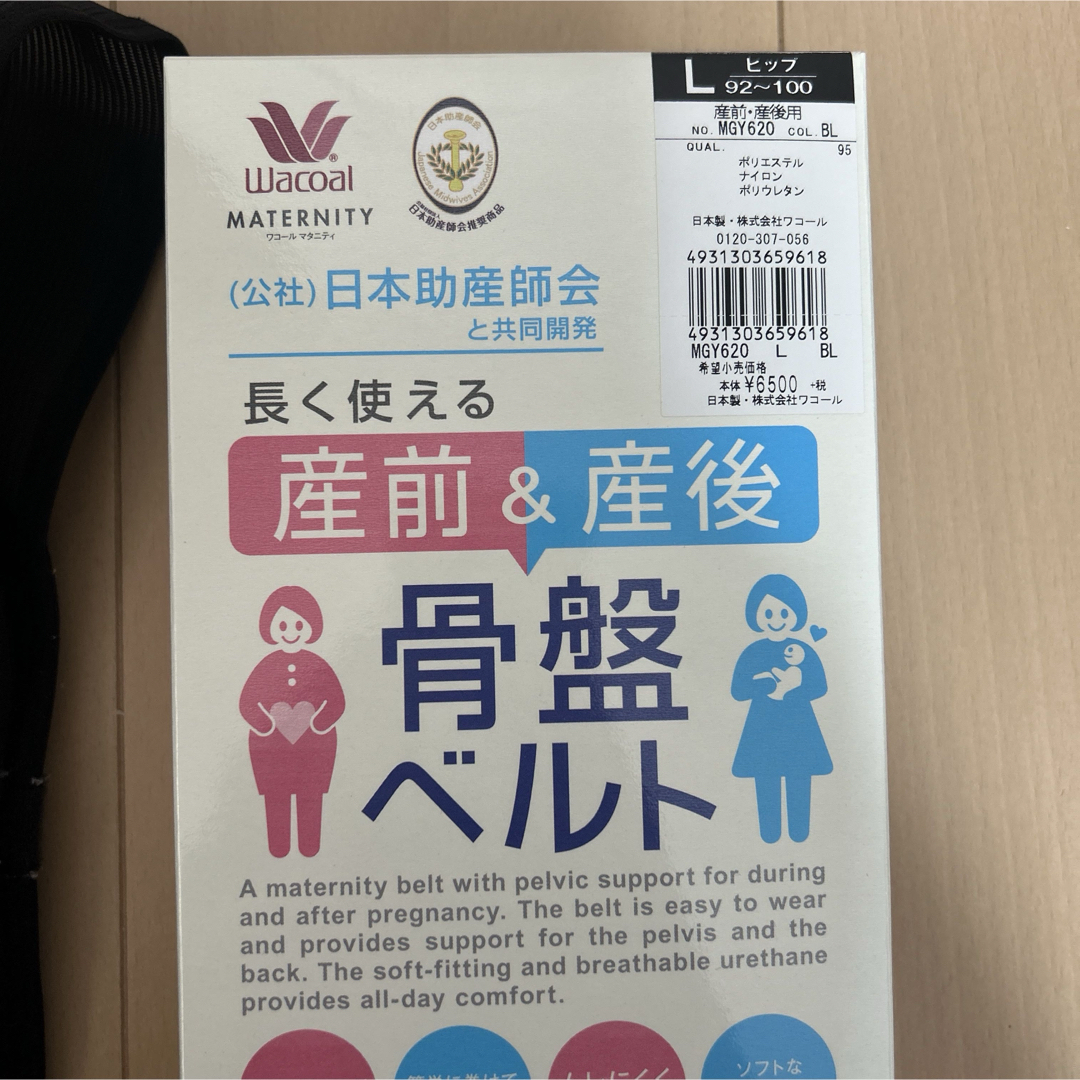 Wacoal
MATERNITY
ワコール マタニティ
日本助産師会
Japanese Midwives Association
日本助産師会推奨商品
(公社)日本助産師会
と共同開発
長く使える
産前&産後
骨盤
ベルト
A maternity belt with pelvic support for during
and after pregnancy. The belt is easy to wear
and provides support for the pelvis and the
back. The soft-fitting and breathable urethane
provides all-day comfort.
ソフトな
L ヒップ
92〜100
産前・産後用
NO. MGY620 COL. BL
QUAL. 95
ポリエステル
ナイロン
ポリウレタン
日本製・株式会社ワコール
0120-307-056
4931303659618
4931303659618
MGY620 L BL
希望小売価格
本体 ¥6500 +税
日本製・株式会社ワコール